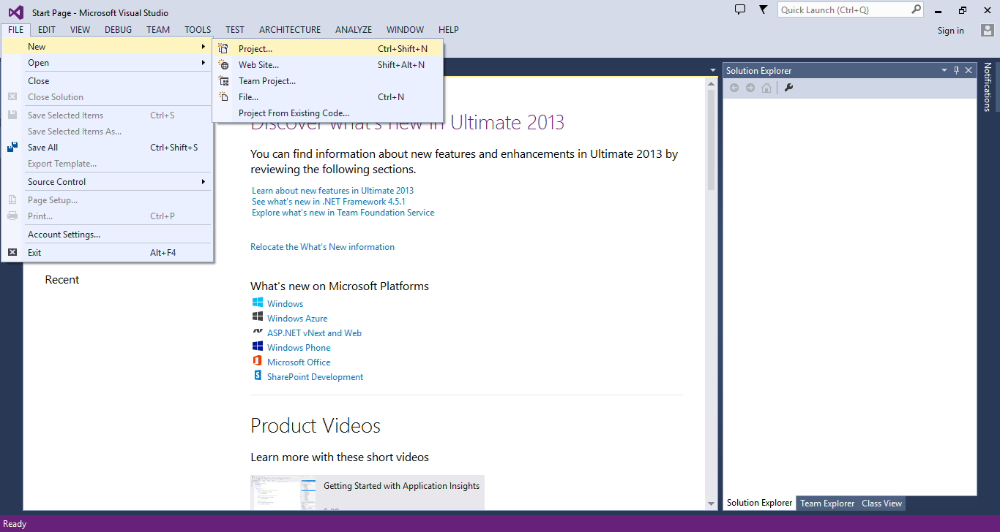 Start Page - Microsoft Visual Studio
Quick Launch (Ctrl+Q)
FILE EDIT VIEW DEBUG TEAM TOOLS TEST ARCHITECTURE ANALYZE WINDOW HELP
Sign in
New
Open
Close
Close Solution
Save Selected Items Ctrl+S
Save Selected Items As...
Save All Ctrl+Shift+S
Export Template...
Source Control
Page Setup...
Print... Ctrl+P
Account Settings...
Exit Alt+F4
Project... Ctrl+Shift+N
Web Site... Shift+Alt+N
Team Project...
File... Ctrl+N
Project From Existing Code...
Recent
Discover what's new in Ultimate 2013
You can find information about new features and enhancements in Ultimate 2013 by
reviewing the following sections.
Learn about new features in Ultimate 2013
See what's new in .NET Framework 4.5.1
Explore what's new in Team Foundation Service
Relocate the What's New information
What's new on Microsoft Platforms
Windows
Windows Azure
ASP.NET vNext and Web
Windows Phone
Microsoft Office
SharePoint Development
Product Videos
Learn more with these short videos
Getting Started with Application Insights
Solution Explorer
Notifications
Solution Explorer Team Explorer Class View
Ready